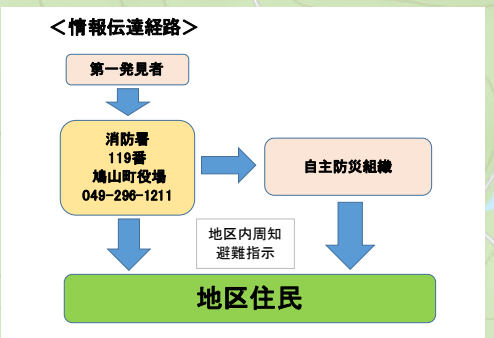 ＜情報伝達経路＞
第一発見者
消防署
119番
鳩山町役場
049-296-1211
自主防災組織
地区内周知
避難指示
地区住民